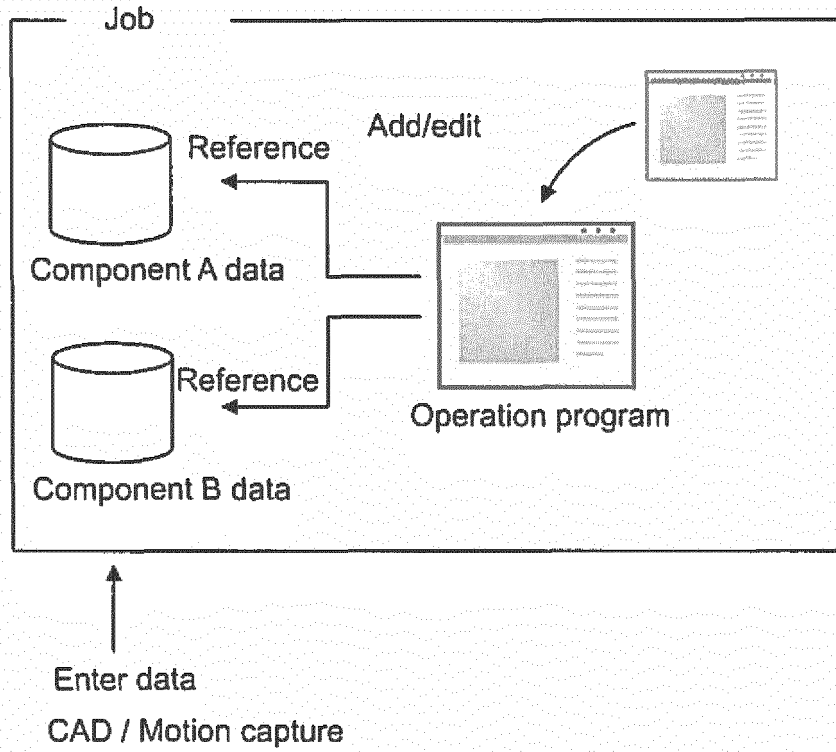 Job
Add/edit
Reference
Component A data
Reference
Operation program
Component B data
Enter data
CAD / Motion capture